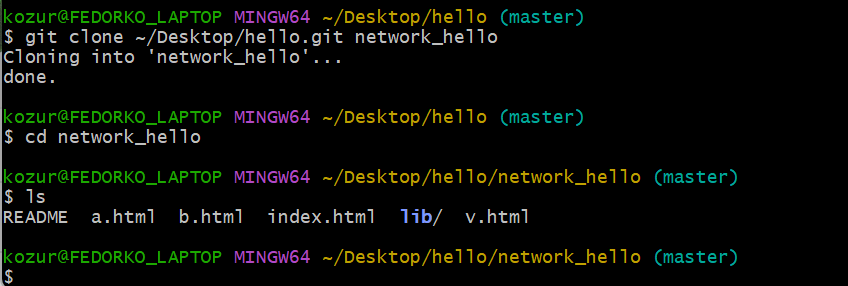 kozur@FEDORKO_LAPTOP MINGW64 ~/Desktop/hello (master)
$ git clone ~/Desktop/hello.git network_hello
Cloning into 'network_hello'...
done.
kozur@FEDORKO_LAPTOP MINGW64 ~/Desktop/hello (master)
$ cd network_hello
kozur@FEDORKO_LAPTOP MINGW64 ~/Desktop/hello/network_hello (master)
$ ls
README  a.html  b.html  index.html  lib/  v.html
kozur@FEDORKO_LAPTOP MINGW64 ~/Desktop/hello/network_hello (master)
$